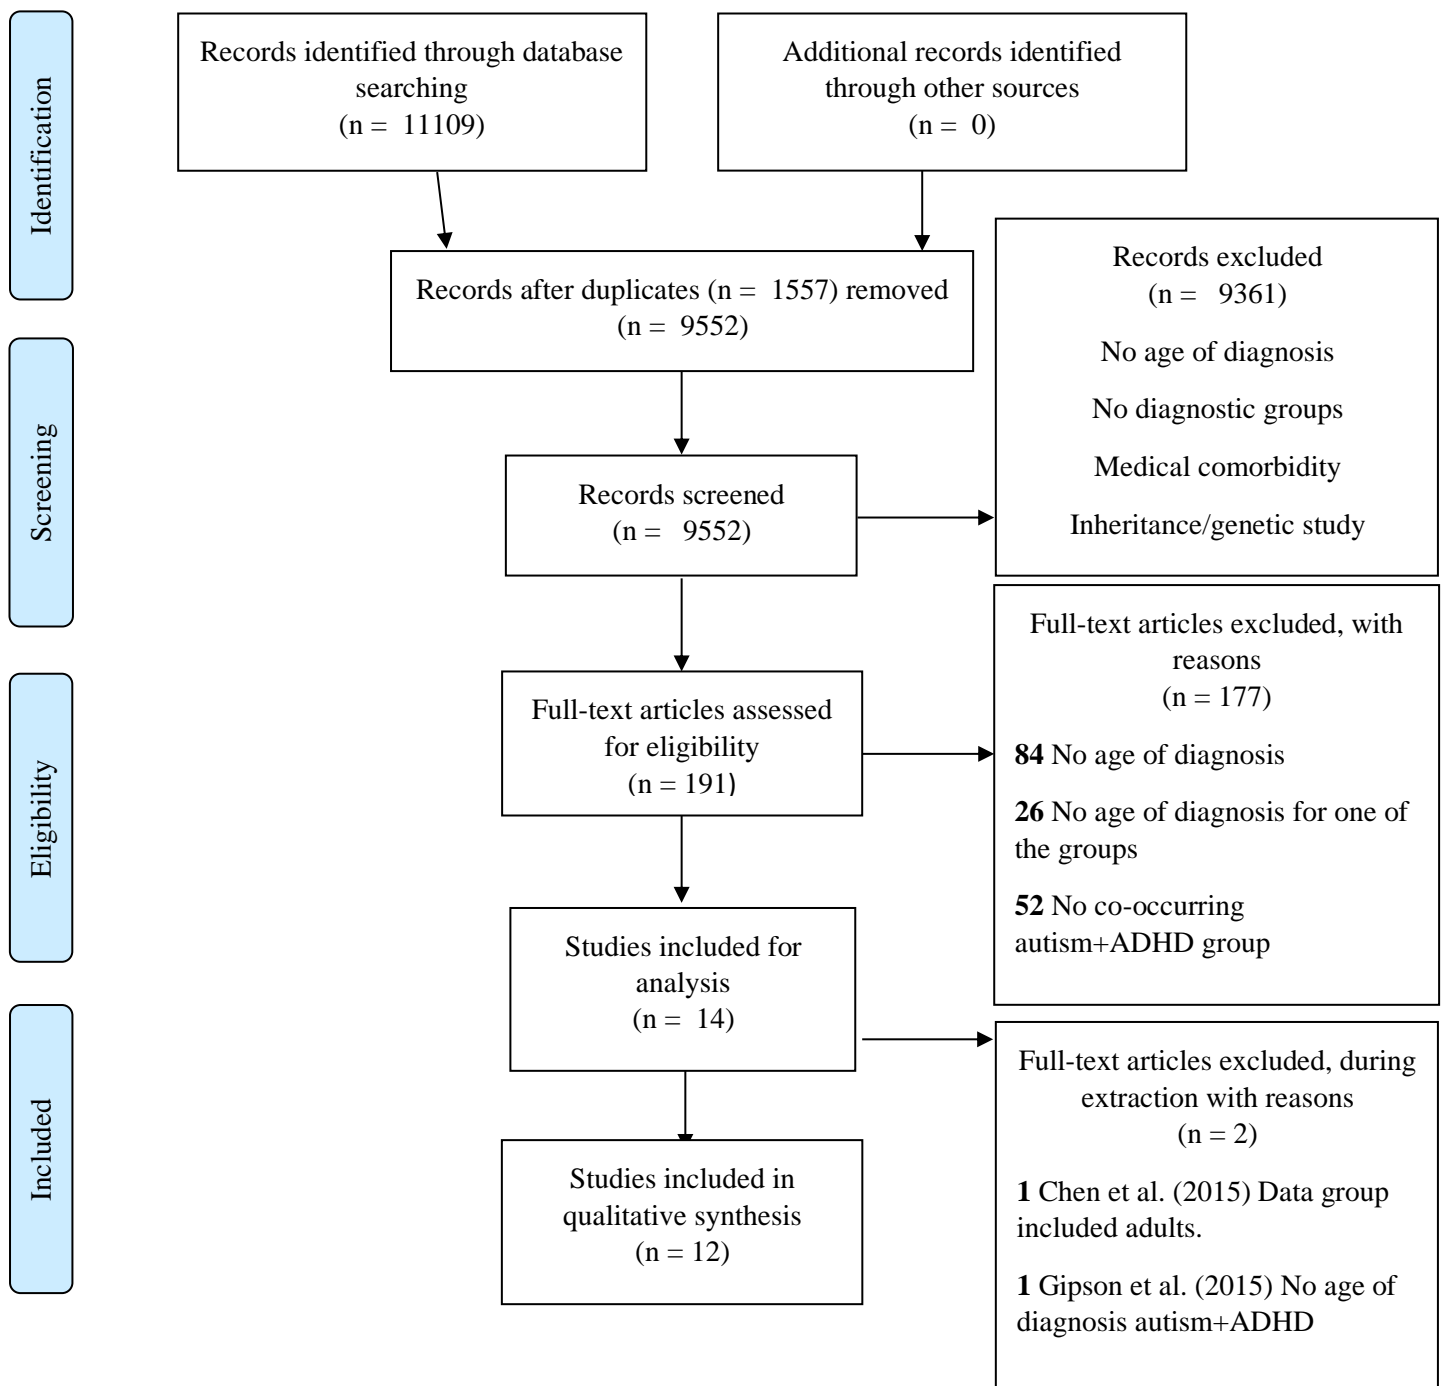 Identification
Records identified through database
searching
(n = 11109)
Additional records identified
through other sources
(n = 0)
Records after duplicates (n = 1557) removed
(n = 9552)
Records excluded
(n = 9361)
No age of diagnosis
No diagnostic groups
Medical comorbidity
Inheritance/genetic study
Screening
Records screened
(n = 9552)
Full-text articles excluded, with
reasons
(n = 177)
84 No age of diagnosis
26 No age of diagnosis for one of
the groups
52 No co-occurring
autism+ADHD group
Eligibility
Full-text articles assessed
for eligibility
(n = 191)
Studies included for
analysis
(n = 14)
Full-text articles excluded, during
extraction with reasons
(n = 2)
1 Chen et al. (2015) Data group
included adults.
1 Gipson et al. (2015) No age of
diagnosis autism+ADHD
Included
Studies included in
qualitative synthesis
(n = 12)